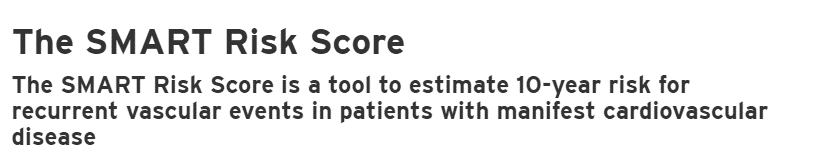 The SMART Risk Score
The SMART Risk Score is a tool to estimate 10-year risk for
recurrent vascular events in patients with manifest cardiovascular
disease